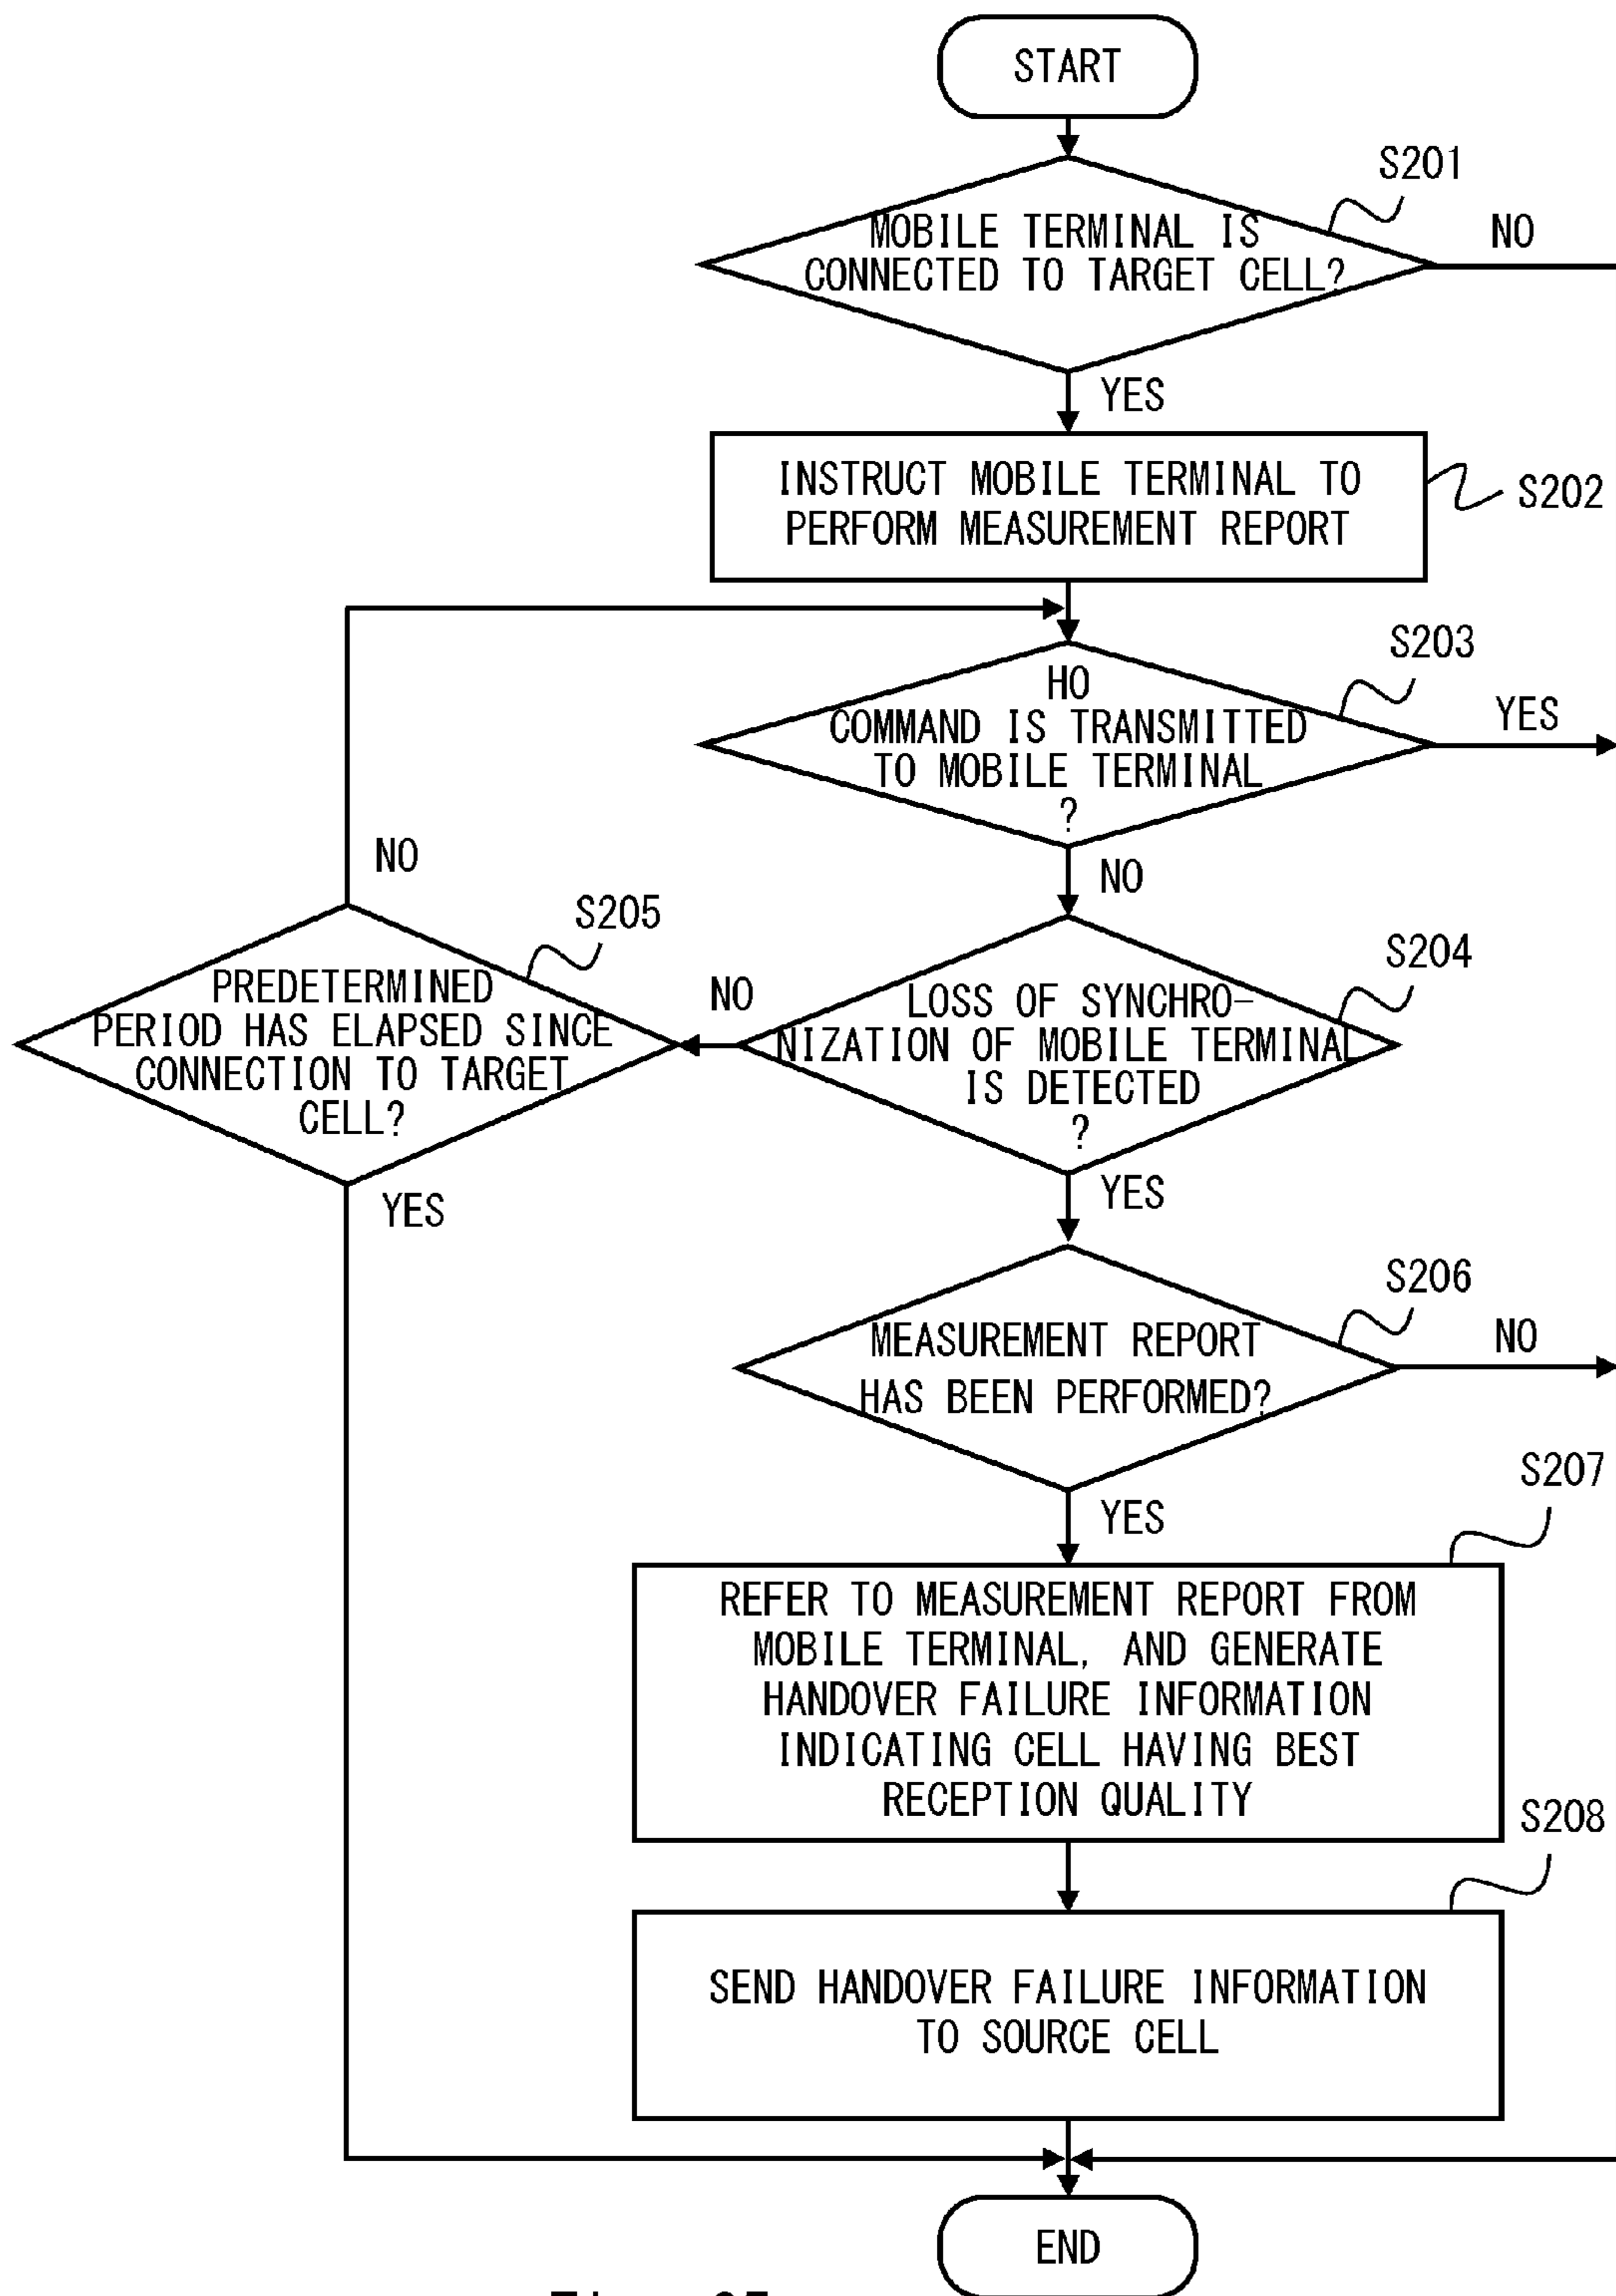 START
S201
MOBILE TERMINAL IS
CONNECTED TO TARGET CELL?
NO
YES
INSTRUCT MOBILE TERMINAL TO
PERFORM MEASUREMENT REPORT
S202
S203
HO
COMMAND IS TRANSMITTED
TO MOBILE TERMINAL
?
YES
NO
NO
S205
PREDETERMINED
PERIOD HAS ELAPSED SINCE
CONNECTION TO TARGET
CELL?
YES
NO
S204
LOSS OF SYNCHRO-
NIZATION OF MOBILE TERMINAL
IS DETECTED
?
YES
S206
MEASUREMENT REPORT
HAS BEEN PERFORMED?
NO
YES
S207
REFER TO MEASUREMENT REPORT FROM
MOBILE TERMINAL, AND GENERATE
HANDOVER FAILURE INFORMATION
INDICATING CELL HAVING BEST
RECEPTION QUALITY
S208
SEND HANDOVER FAILURE INFORMATION
TO SOURCE CELL
END